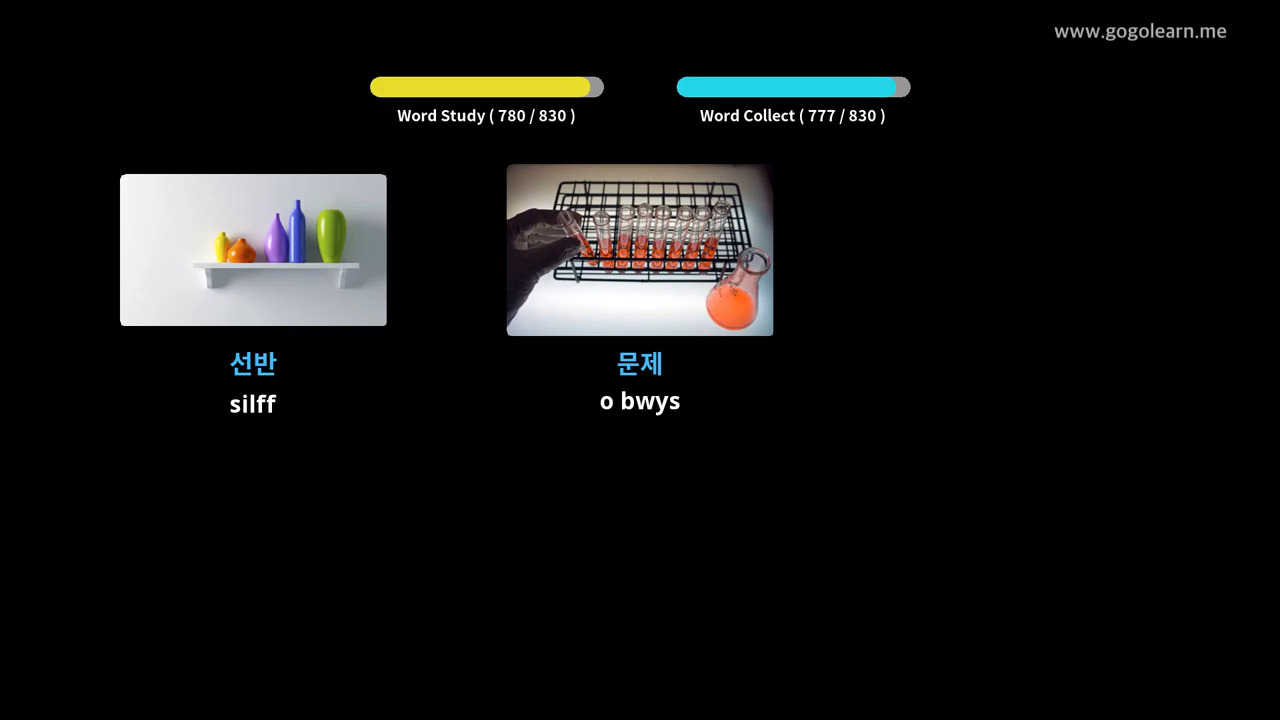 www.gogolearn.me
Word Study ( 780 / 830 )
Word Collect ( 777 / 830 )
선반
silff
문제
o bwys